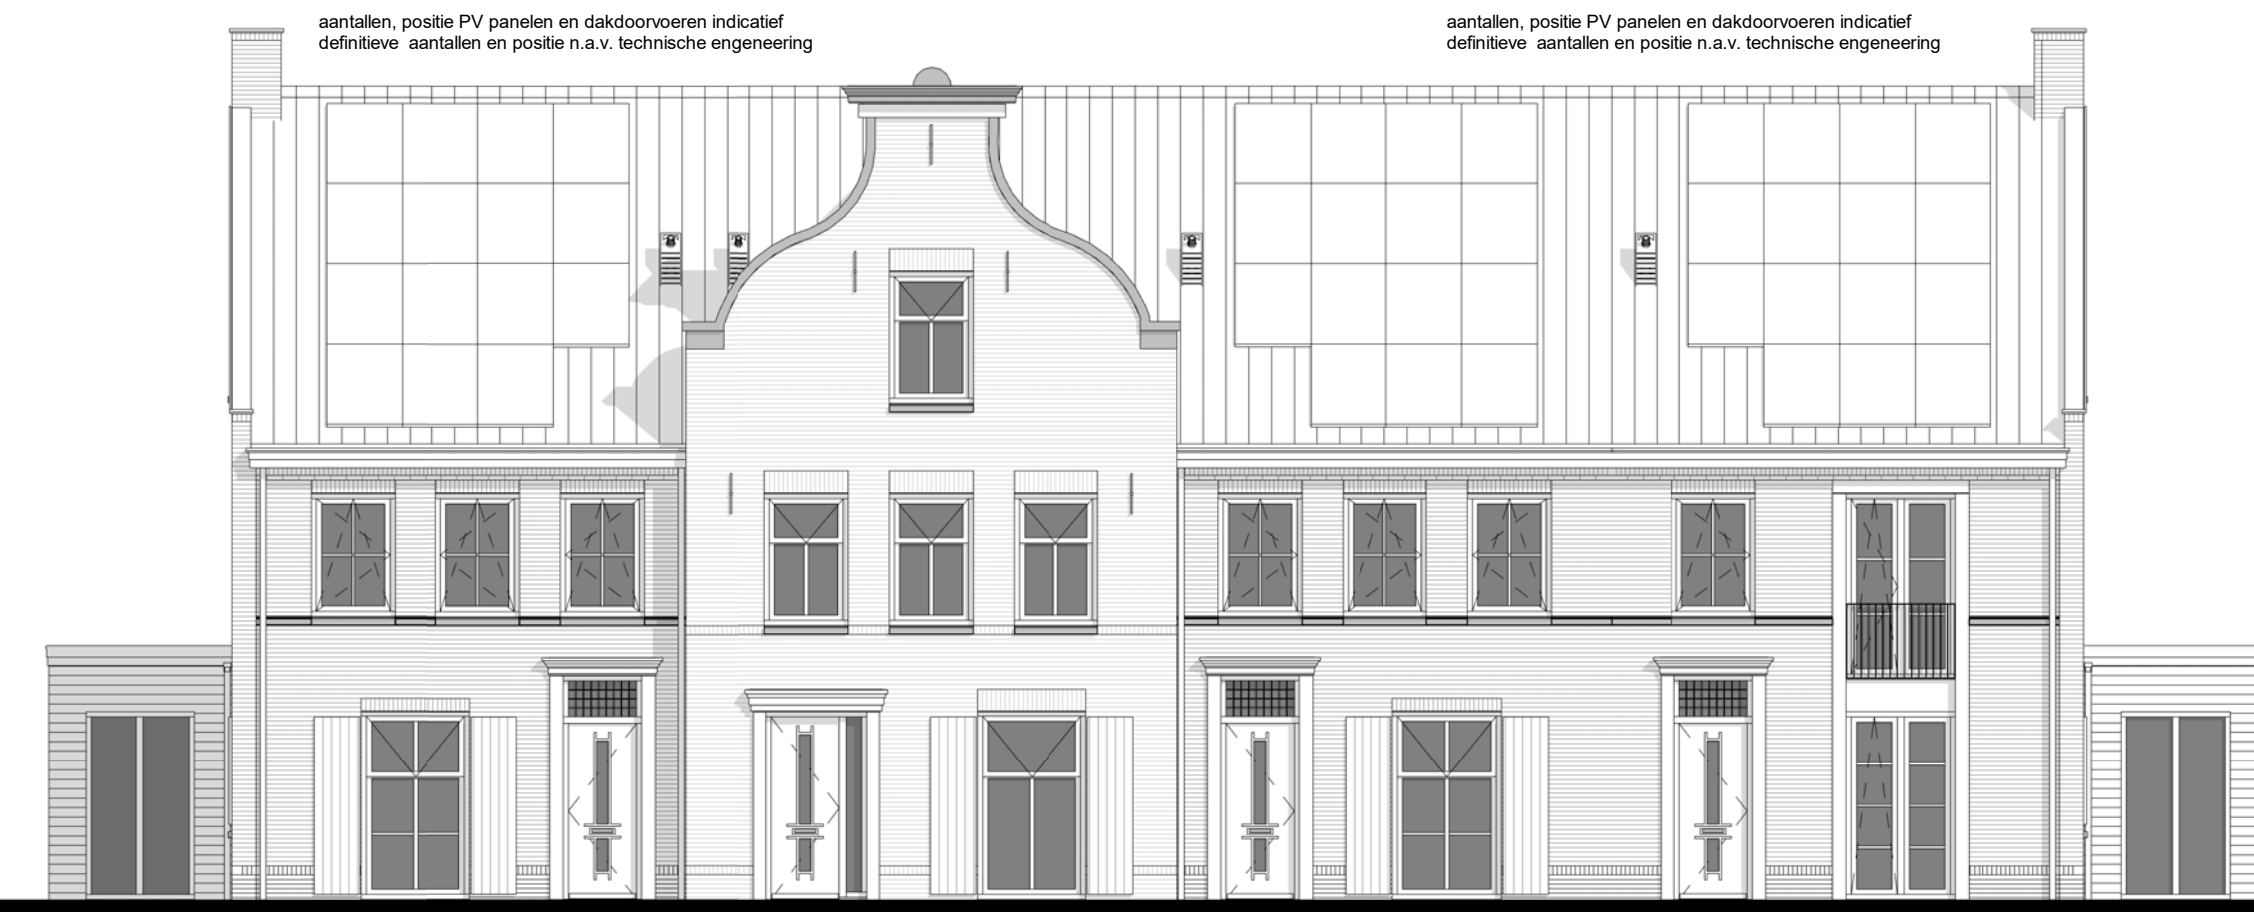 aantallen, positie PV panelen en dakdoorvoeren indicatief
definitieve  aantallen en positie n.a.v. technische engeneering
aantallen, positie PV panelen en dakdoorvoeren indicatief
definitieve  aantallen en positie n.a.v. technische engeneering